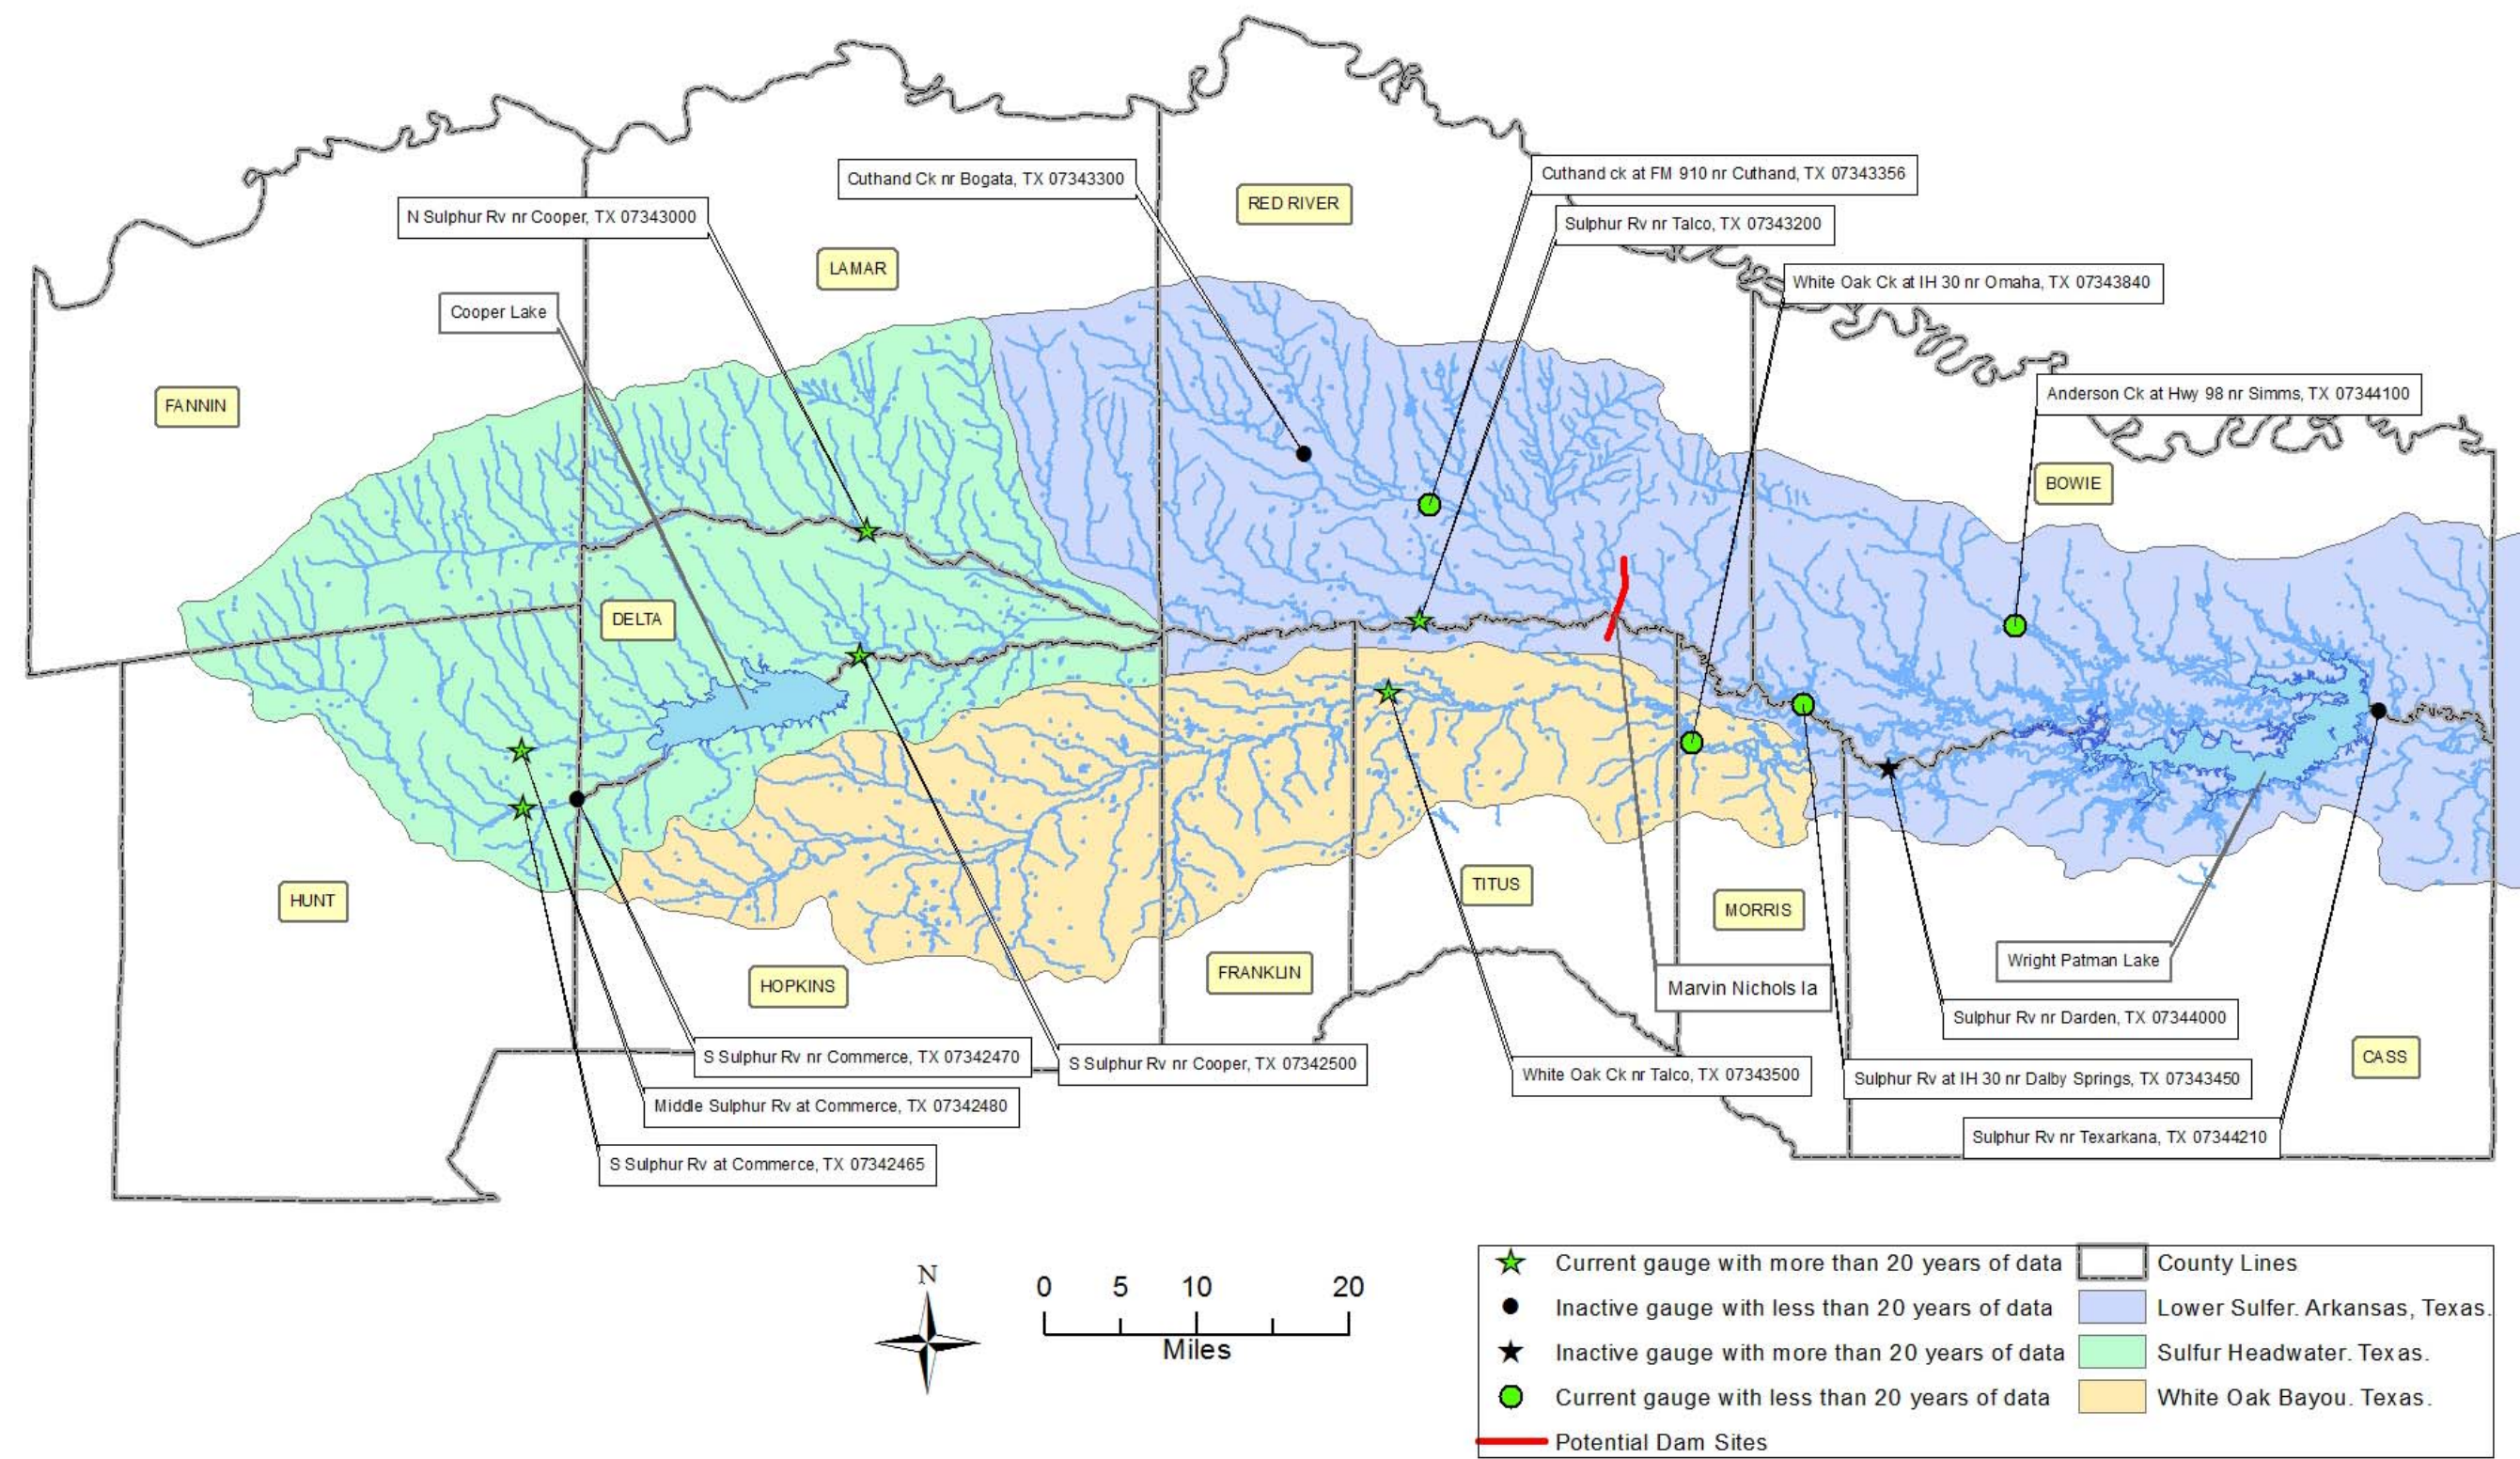 Cuthand ck at FM 910 nr Cuthand, TX 07343356
Cuthand Ck nr Bogata, TX 07343300
RED RIVER
N Sulphur Rv nr Cooper, TX 07343000
Sulphur Rv nr Talco, TX 07343200
LAMAR
White Oak Ck at IH 30 nr Omaha, TX 07343840
Cooper Lake
Anderson Ck at Hwy 98 nr Simms, TX 07344100
FANNIN
BOWIE
DELTA
TITUS
HUNT
MORRIS
Wright Patman Lake
FRANKLIN
HOPKINS
Marvin Nichols Ia
Sulphur Rv nr Darden, TX 07344000
S Sulphur Rv nr Commerce, TX 07342470
S Sulphur Rv nr Cooper, TX 07342500
CASS
White Oak Ck nr Talco, TX 07343500
Sulphur Rv at IH 30 nr Dalby Springs, TX 07343450
Middle Sulphur Rv at Commerce, TX 07342480
Sulphur Rv nr Texarkana, TX 07344210
S Sulphur Rv at Commerce, TX 07342465
N
0 5 10 20
Miles
Current gauge with more than 20 years of data
Inactive gauge with less than 20 years of data
Inactive gauge with more than 20 years of data
Current gauge with less than 20 years of data
Potential Dam Sites
County Lines
Lower Sulfer. Arkansas, Texas.
Sulfur Headwater. Texas.
White Oak Bayou. Texas.